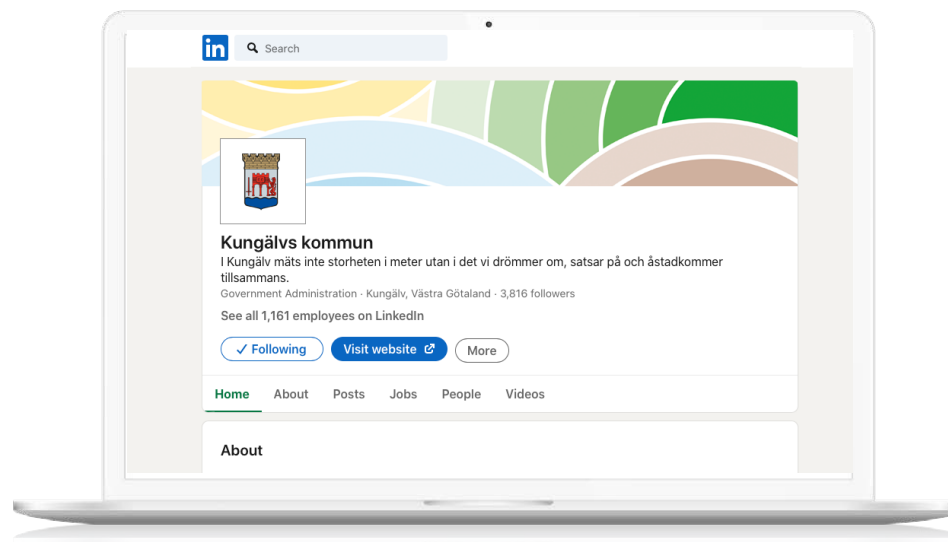 in
Search
Kungälvs kommun
I Kungälv mäts inte storheten i meter utan i det vi drömmer om, satsar på och åstadkommer
tillsammans.
Government Administration · Kungälv, Västra Götaland · 3,816 followers
See all 1,161 employees on LinkedIn
Following Visit website More
Home About Posts Jobs People Videos
About